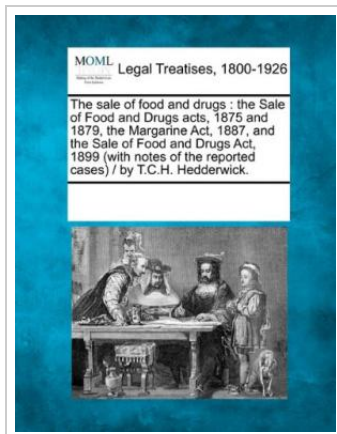 MOML
Legal Treatises, 1800-1926
The sale of food and drugs : the Sale
of Food and Drugs acts, 1875 and
1879, the Margarine Act, 1887, and
the Sale of Food and Drugs Act,
1899 (with notes of the reported
cases) / by T.C.H. Hedderwick.